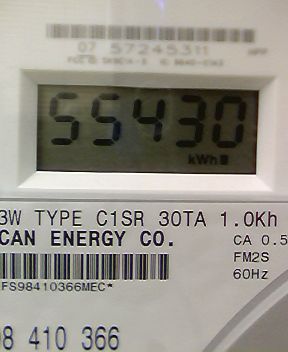 07 57245311
55430
kWh
3W TYPE C1SR 30TA 1.0Kh
CAN ENERGY CO.
CA 0.5
FM2S
60Hz
FS98410366MEC*
98 410 366